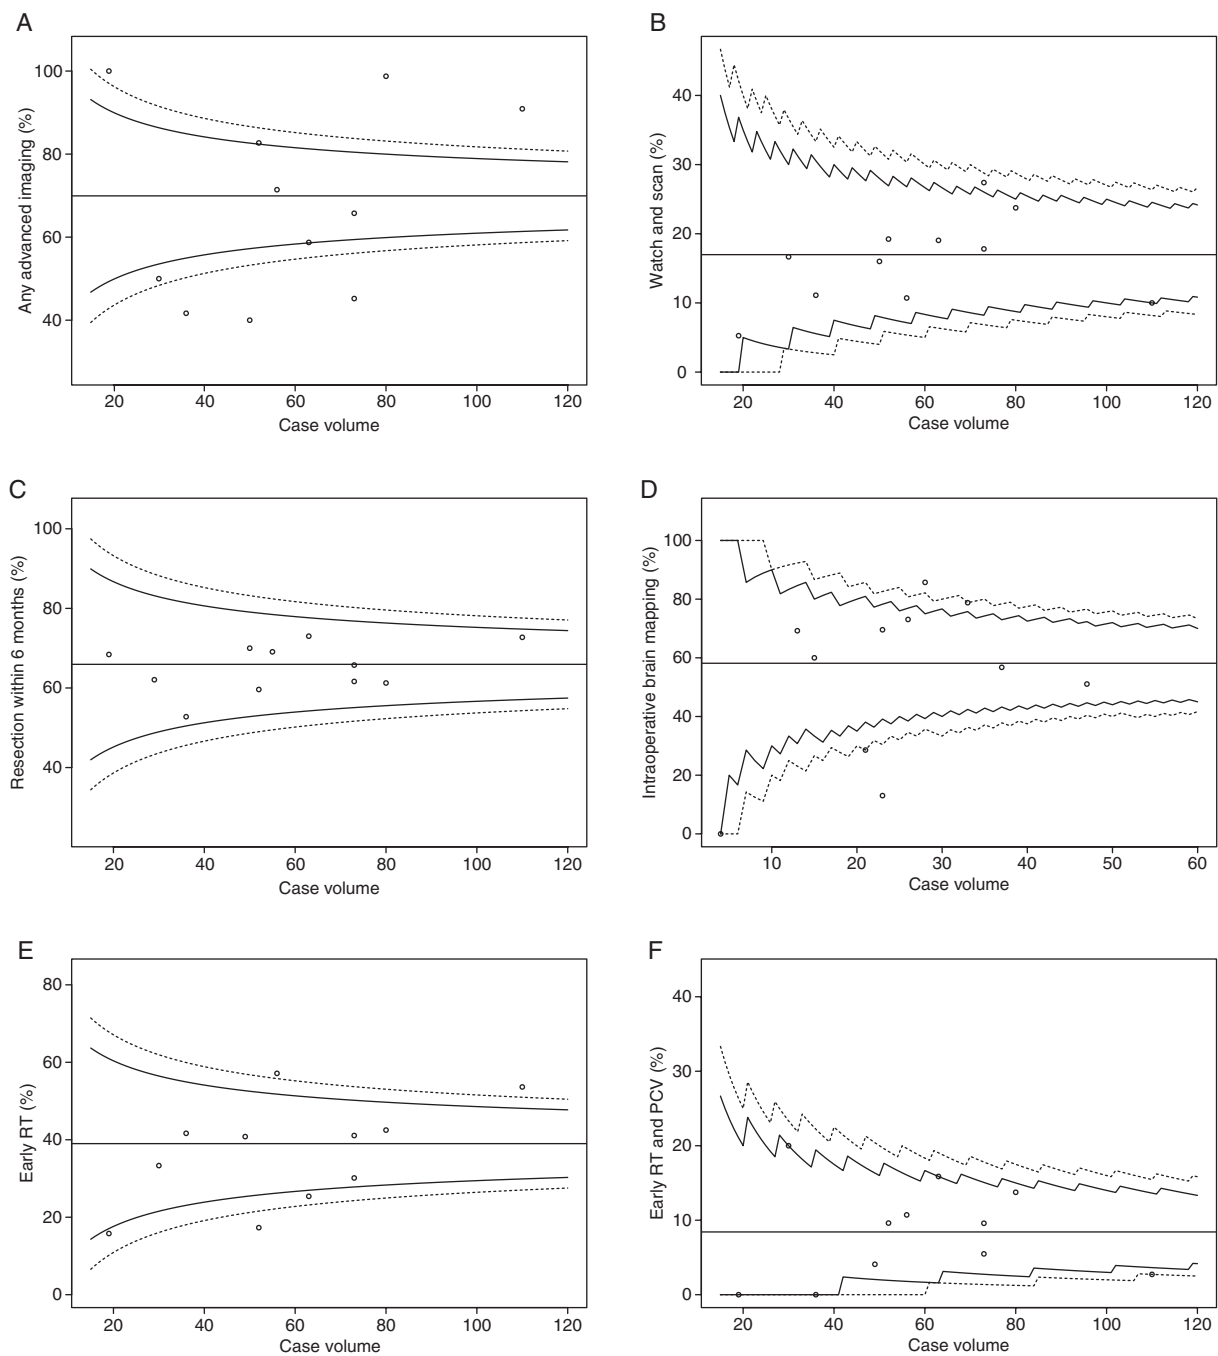 A
Any advanced imaging (%)
100
80
60
40
20 40 60 80 100 120
Case volume
B
Watch and scan (%)
40
30
20
10
0
20 40 60 80 100 120
Case volume
C
Resection within 6 months (%)
100
80
60
40
20 40 60 80 100 120
Case volume
D
Intraoperative brain mapping (%)
100
80
60
40
20
0
10 20 30 40 50 60
Case volume
E
Early RT (%)
80
60
40
20
0
20 40 60 80 100 120
Case volume
F
Early RT and PCV (%)
40
30
20
10
0
20 40 60 80 100 120
Case volume